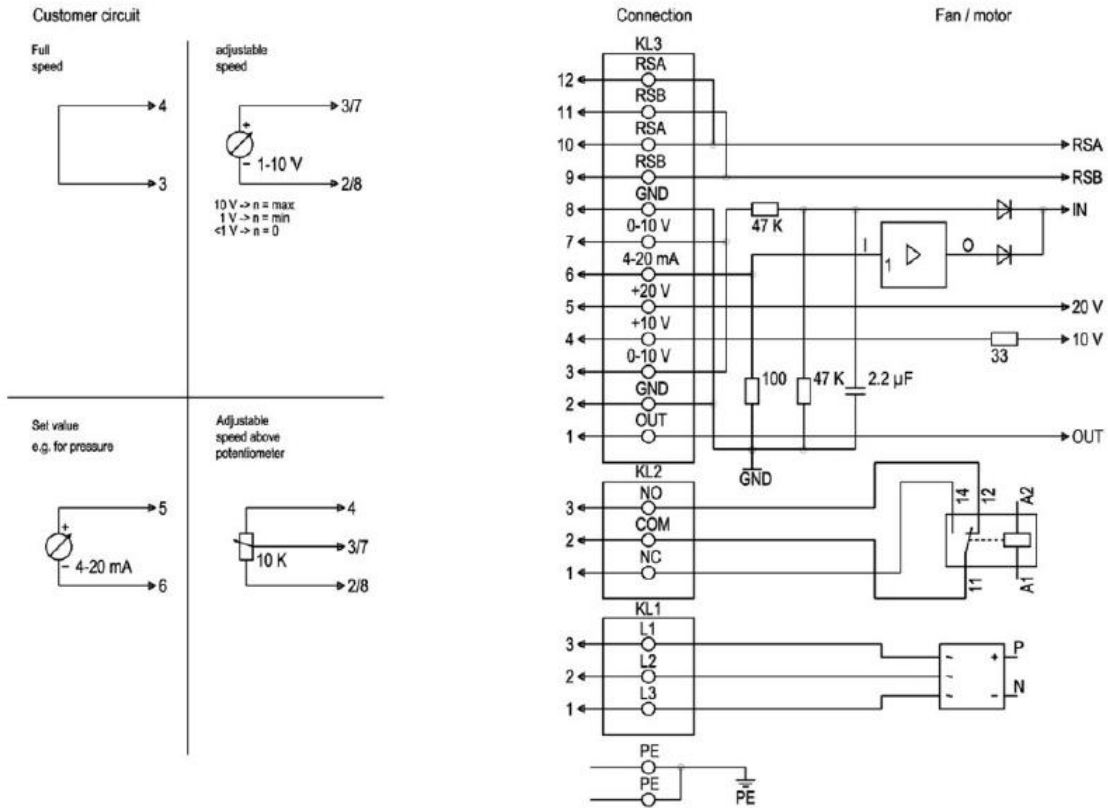 Customer circuit
Full
speed
4
3
adjustable
speed
3/7
+
− 1-10 V
2/8
10 V -> n = max
1 V -> n = min
<1 V -> n = 0
Set value
e.g. for pressure
5
+
− 4-20 mA
6
Adjustable
speed above
potentiometer
4
3/7
10 K
2/8
Connection
Fan / motor
KL3
RSA
12
RSB
11
RSA
10 RSA
RSB
9 RSB
GND
8 IN
0-10 V 47 K
7
4-20 mA I 1 O
6
+20 V
5 20 V
+10 V
4 10 V
33
0-10 V
3
100 47 K 2.2 µF
GND
2
OUT
1 OUT
GND
KL2
NO
3
COM
2
NC
1
14 12 A2
11 A1
KL1
L1
3
L2
2
L3
1
- + P
-
- − N
PE
PE
PE